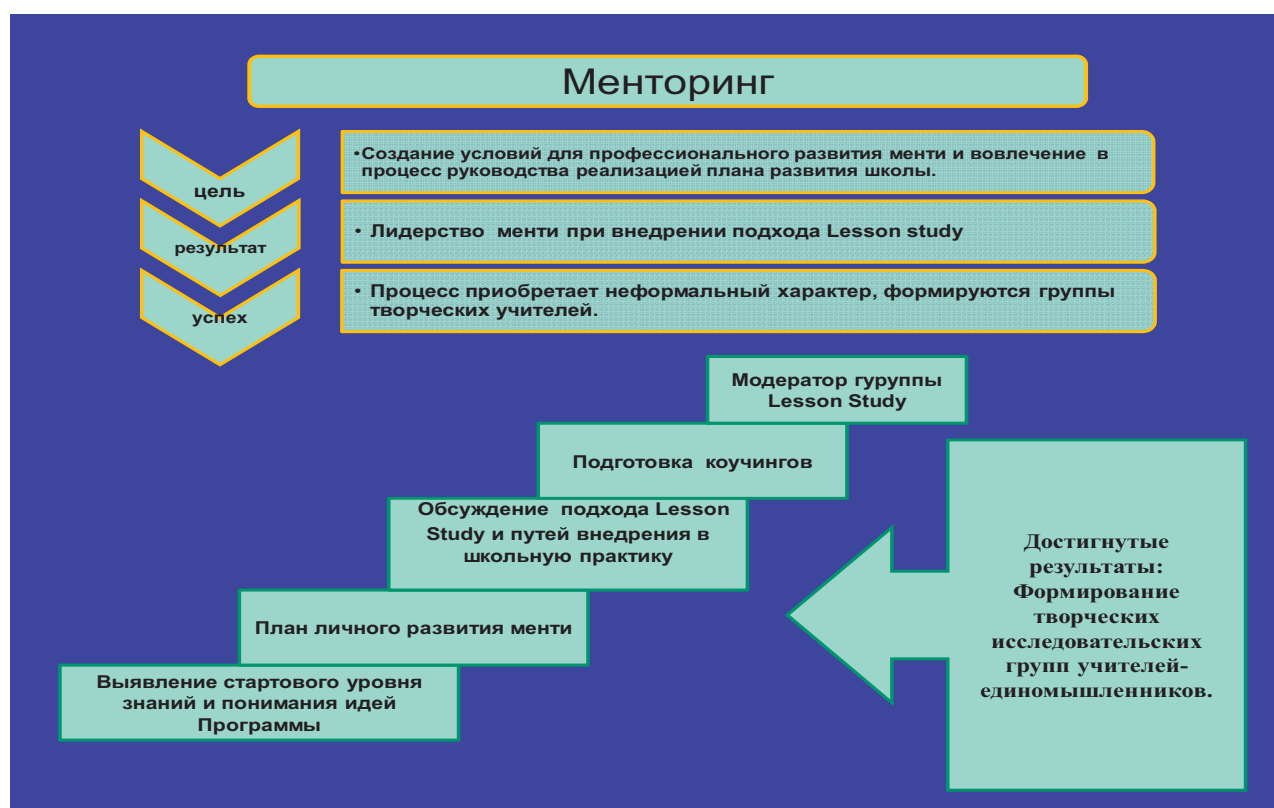 Менторинг
цель
•Создание условий для профессионального развития менти и вовлечение в
процесс руководства реализацией плана развития школы.
результат
• Лидерство менти при внедрении подхода Lesson study
успех
• Процесс приобретает неформальный характер, формируются группы
творческих учителей.
Модератор гуруппы
Lesson Study
Подготовка коучингов
Обсуждение подхода Lesson
Study и путей внедрения в
школьную практику
План личного развития менти
Выявление стартового уровня
знаний и понимания идей
Программы
Достигнутые
результаты:
Формирование
творческих
исследовательских
групп учителей-
единомышленников.